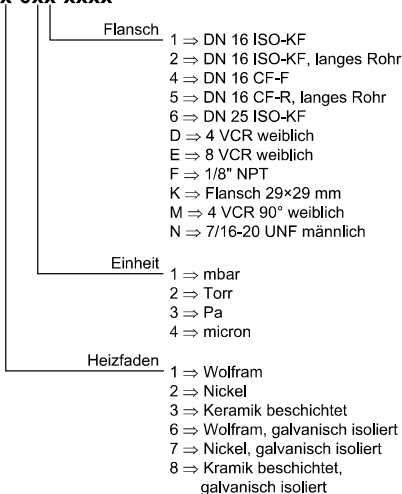 Flansch
1 ⇒ DN 16 ISO-KF
2 ⇒ DN 16 ISO-KF, langes Rohr
4 ⇒ DN 16 CF-F
5 ⇒ DN 16 CF-R, langes Rohr
6 ⇒ DN 25 ISO-KF
D ⇒ 4 VCR weiblich
E ⇒ 8 VCR weiblich
F ⇒ 1/8" NPT
K ⇒ Flansch 29×29 mm
M ⇒ 4 VCR 90° weiblich
N ⇒ 7/16-20 UNF männlich
Einheit
1 ⇒ mbar
2 ⇒ Torr
3 ⇒ Pa
4 ⇒ micron
Heizfaden
1 ⇒ Wolfram
2 ⇒ Nickel
3 ⇒ Keramik beschichtet
6 ⇒ Wolfram, galvanisch isoliert
7 ⇒ Nickel, galvanisch isoliert
8 ⇒ Kramik beschichtet,
galvanisch isoliert